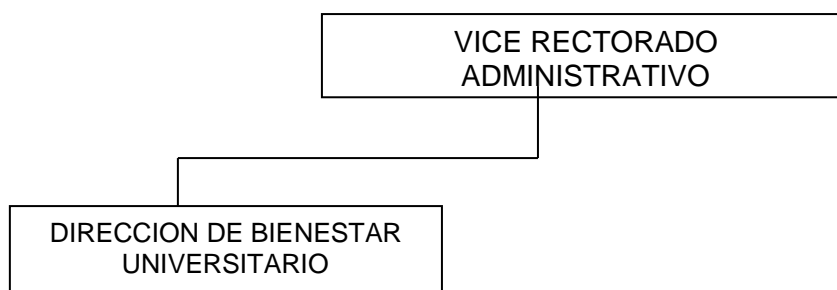 VICE RECTORADO
ADMINISTRATIVO
DIRECCION DE BIENESTAR
UNIVERSITARIO